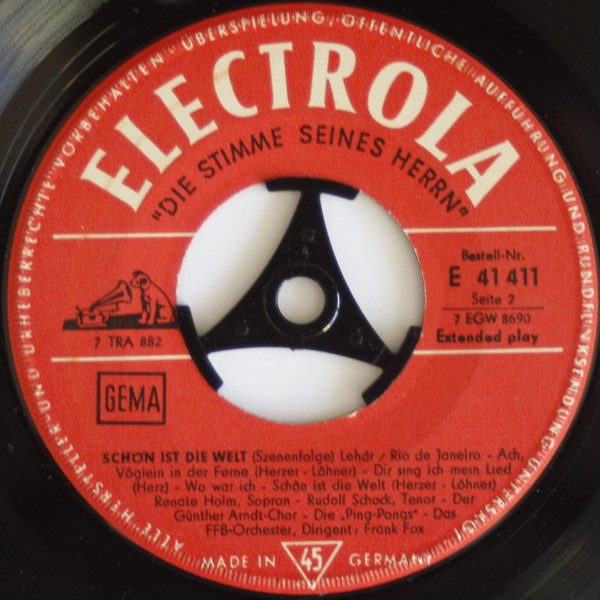 ALLE HERSTELLER- UND URHEBERRECHTE VORBEHALTEN · ÜBERSPIELUNG, ÖFFENTLICHE AUFFÜHRUNG UND RUNDFUNKSENDUNG UNTERSAGT
ELECTROLA
"DIE STIMME SEINES HERRN"
Bestell-Nr.
E 41 411
Seite 2
7 EGW 8690
Extended play
7 TRA 882
GEMA
SCHÖN IST DIE WELT (Szenenfolge) Lehár / Rio de Janeiro - Ach,
Vöglein in der Ferne (Herzer - Löhner) - Dir sing ich mein Lied
(Herz) - Wo war ich - Schön ist die Welt (Herzer - Löhner)
Renate Holm, Sopran - Rudolf Schock, Tenor - Der
Günther Arndt-Chor - Die „Ping-Pongs" - Das
FFB-Orchester, Dirigent: Frank Fox
MADE IN 45 GERMANY